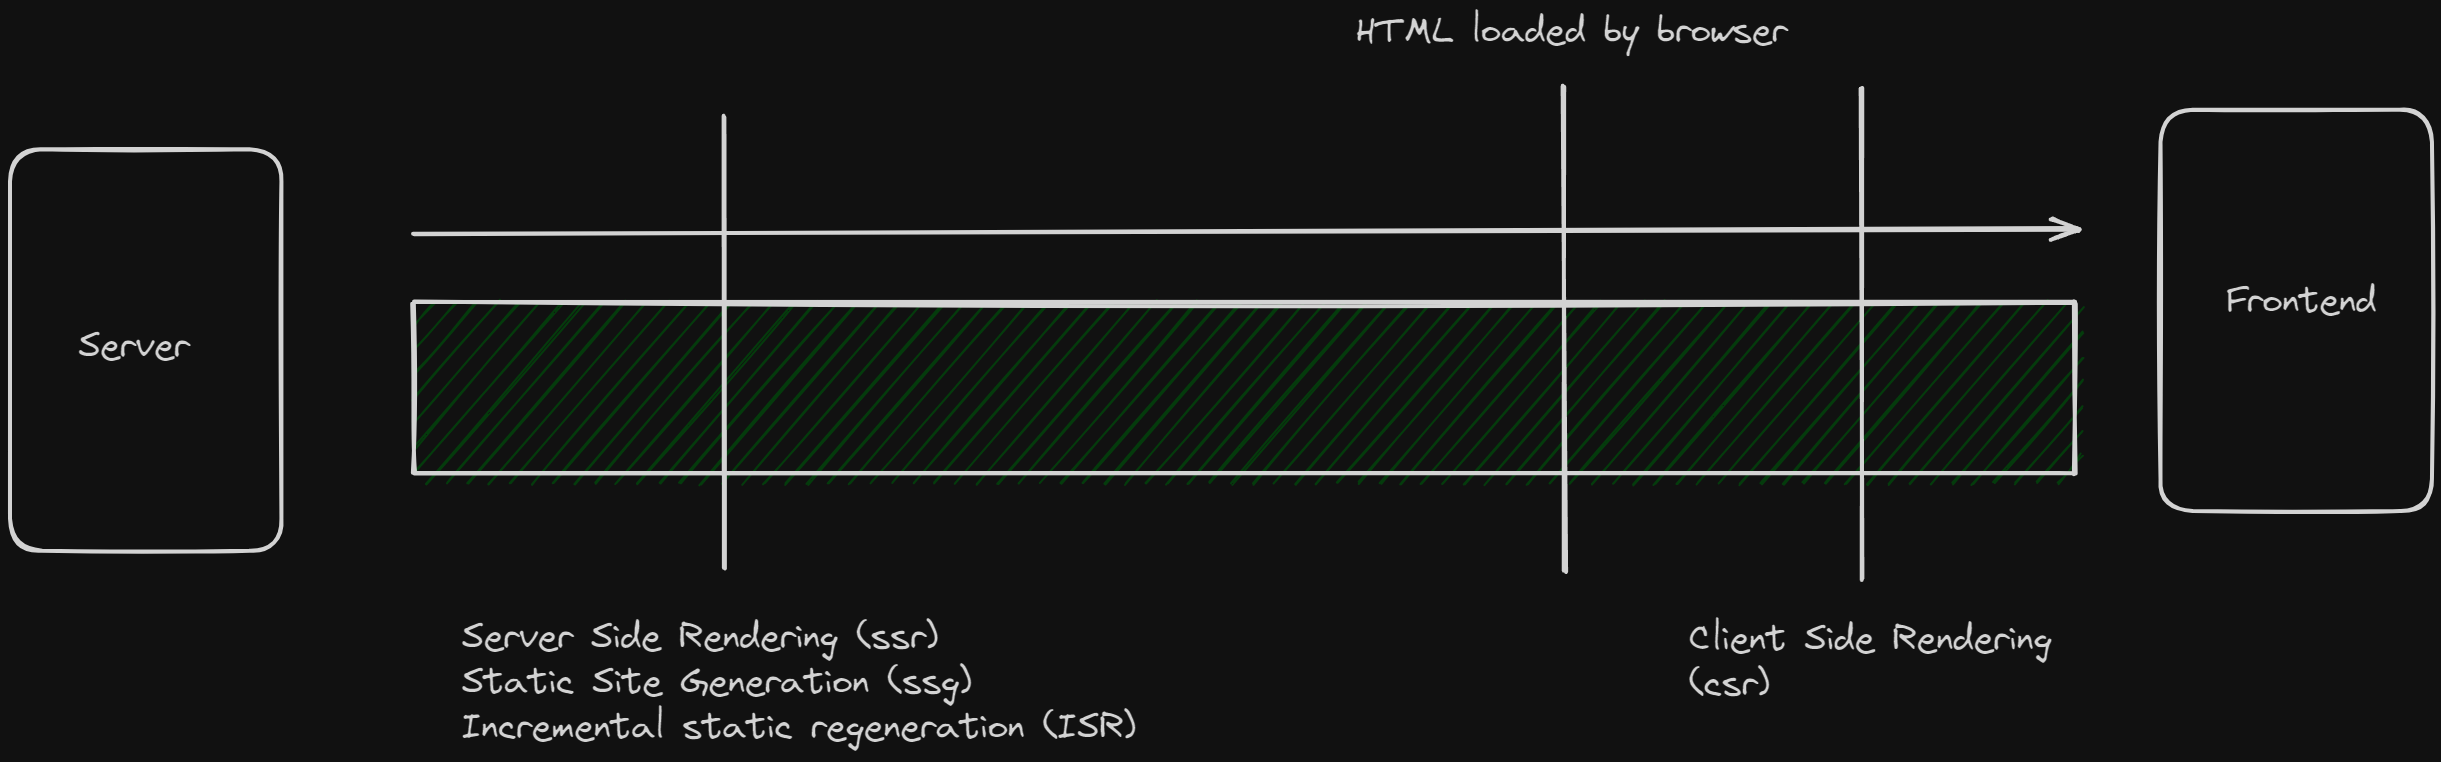 HTML loaded by browser
Server
Frontend
Server Side Rendering (ssr)
Static Site Generation (ssg)
Incremental static regeneration (ISR)
Client Side Rendering
(csr)